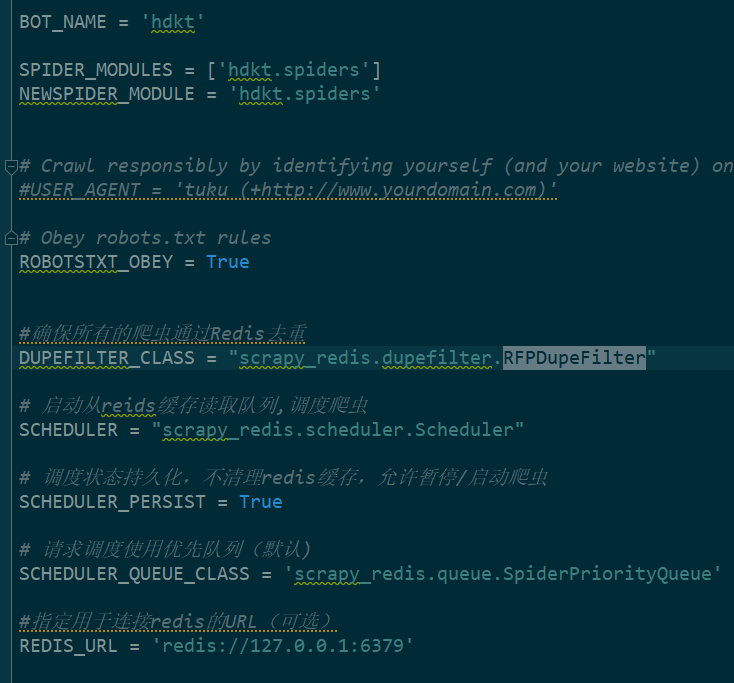 BOT_NAME = 'hdkt'
SPIDER_MODULES = ['hdkt.spiders']
NEWSPIDER_MODULE = 'hdkt.spiders'
# Crawl responsibly by identifying yourself (and your website) on
#USER_AGENT = 'tuku (+http://www.yourdomain.com)'
# Obey robots.txt rules
ROBOTSTXT_OBEY = True
#确保所有的爬虫通过Redis去重
DUPEFILTER_CLASS = "scrapy_redis.dupefilter.RFPDupeFilter"
# 启动从reids缓存读取队列,调度爬虫
SCHEDULER = "scrapy_redis.scheduler.Scheduler"
# 调度状态持久化，不清理redis缓存，允许暂停/启动爬虫
SCHEDULER_PERSIST = True
# 请求调度使用优先队列（默认)
SCHEDULER_QUEUE_CLASS = 'scrapy_redis.queue.SpiderPriorityQueue'
#指定用于连接redis的URL（可选）
REDIS_URL = 'redis://127.0.0.1:6379'